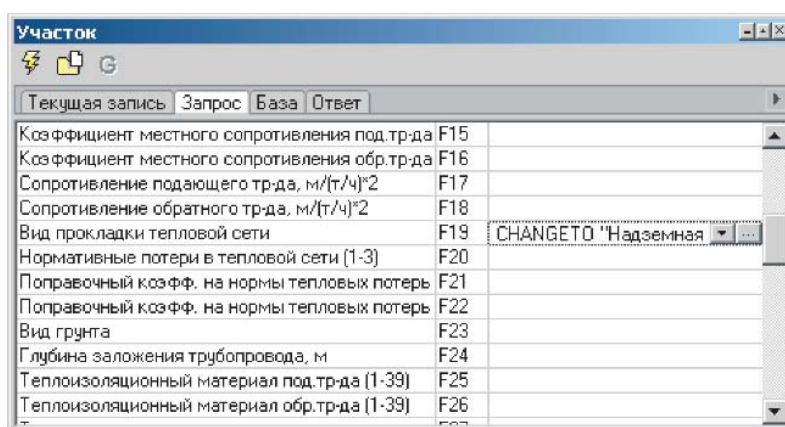 Участок
G
Текущая запись Запрос База Ответ
Коэффициент местного сопротивления под.тр-да F15
Коэффициент местного сопротивления обр.тр-да F16
Сопротивление подающего тр-да, м/(т/ч)*2 F17
Сопротивление обратного тр-да, м/(т/ч)*2 F18
Вид прокладки тепловой сети F19 CHANGETO "Надземная ...
Нормативные потери в тепловой сети (1-3) F20
Поправочный коэфф. на нормы тепловых потерь F21
Поправочный коэфф. на нормы тепловых потерь F22
Вид грунта F23
Глубина заложения трубопровода, м F24
Теплоизоляционный материал под.тр-да (1-39) F25
Теплоизоляционный материал обр.тр-да (1-39) F26